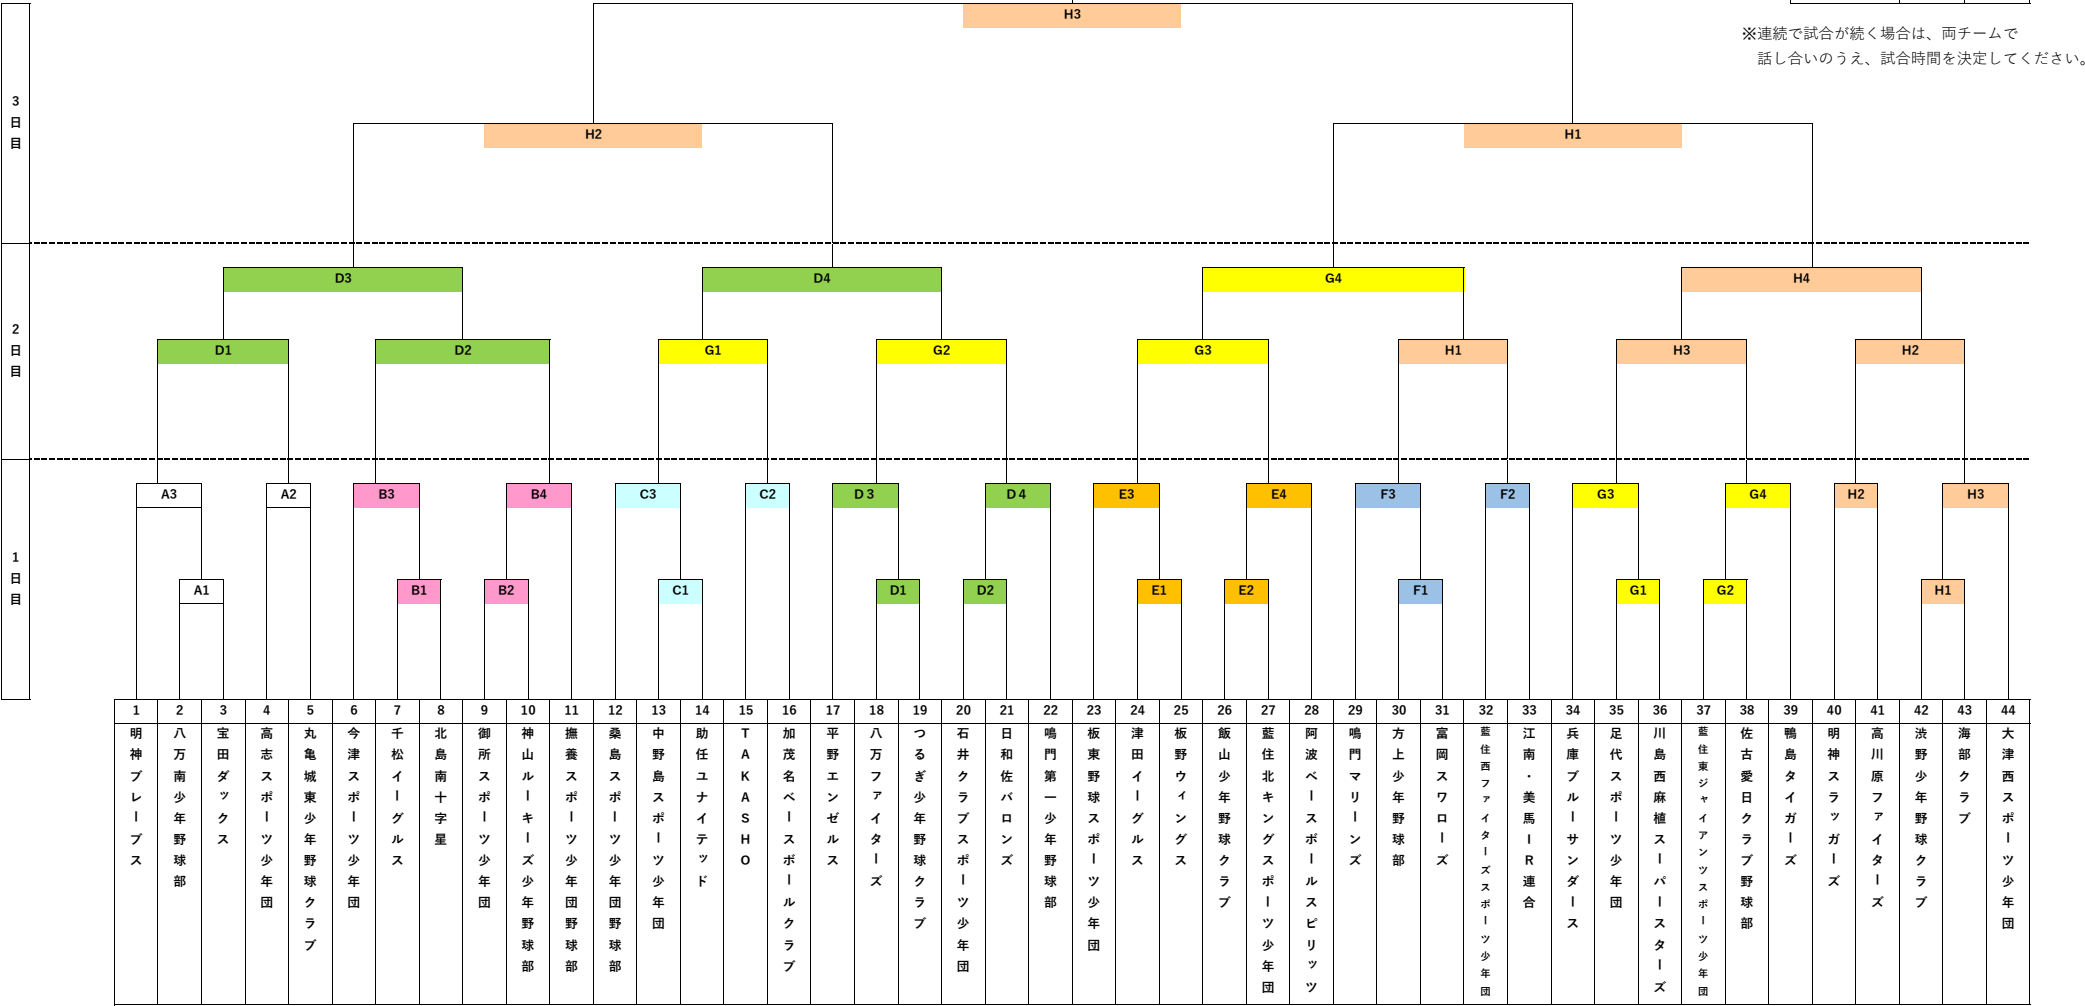 H3
※連続で試合が続く場合は、両チームで
話し合いのうえ、試合時間を決定してください。
3日目
H2
H1
D3
D4
G4
H4
2日目
D1
D2
G1
G2
G3
H1
H3
H2
A3
A2
B3
B4
C3
C2
D3
D4
E3
E4
F3
F2
G3
G4
H2
H3
1日目
A1
B1
B2
C1
D1
D2
E1
E2
F1
G1
G2
H1
1 明神ブレーブス
2 八万南少年野球部
3 宝田ダックス
4 高志スポーツ少年団
5 丸亀城東少年野球クラブ
6 今津スポーツ少年団
7 千松イーグルス
8 北島南十字星
9 御所スポーツ少年団
10 神山ルーキーズ少年野球部
11 撫養スポーツ少年団野球部
12 桑島スポーツ少年団野球部
13 中野島スポーツ少年団
14 助任ユナイテッド
15 TAKASHO
16 加茂名ベースボールクラブ
17 平野エンゼルス
18 八万ファイターズ
19 つるぎ少年野球クラブ
20 石井クラブスポーツ少年団
21 日和佐バロンズ
22 鳴門第一少年野球部
23 板東野球スポーツ少年団
24 津田イーグルス
25 板野ウィングス
26 飯山少年野球クラブ
27 藍住北キングスポーツ少年団
28 阿波ベースボールスピリッツ
29 鳴門マリーンズ
30 方上少年野球部
31 富岡スワローズ
32 藍住西ファイターズスポーツ少年団
33 江南・美馬IR連合
34 兵庫ブルーサンダース
35 足代スポーツ少年団
36 川島西麻植スーパースターズ
37 藍住東ジャイアンツスポーツ少年団
38 佐古愛日クラブ野球部
39 鴨島タイガーズ
40 明神スラッガーズ
41 高川原ファイターズ
42 渋野少年野球クラブ
43 海部クラブ
44 大津西スポーツ少年団